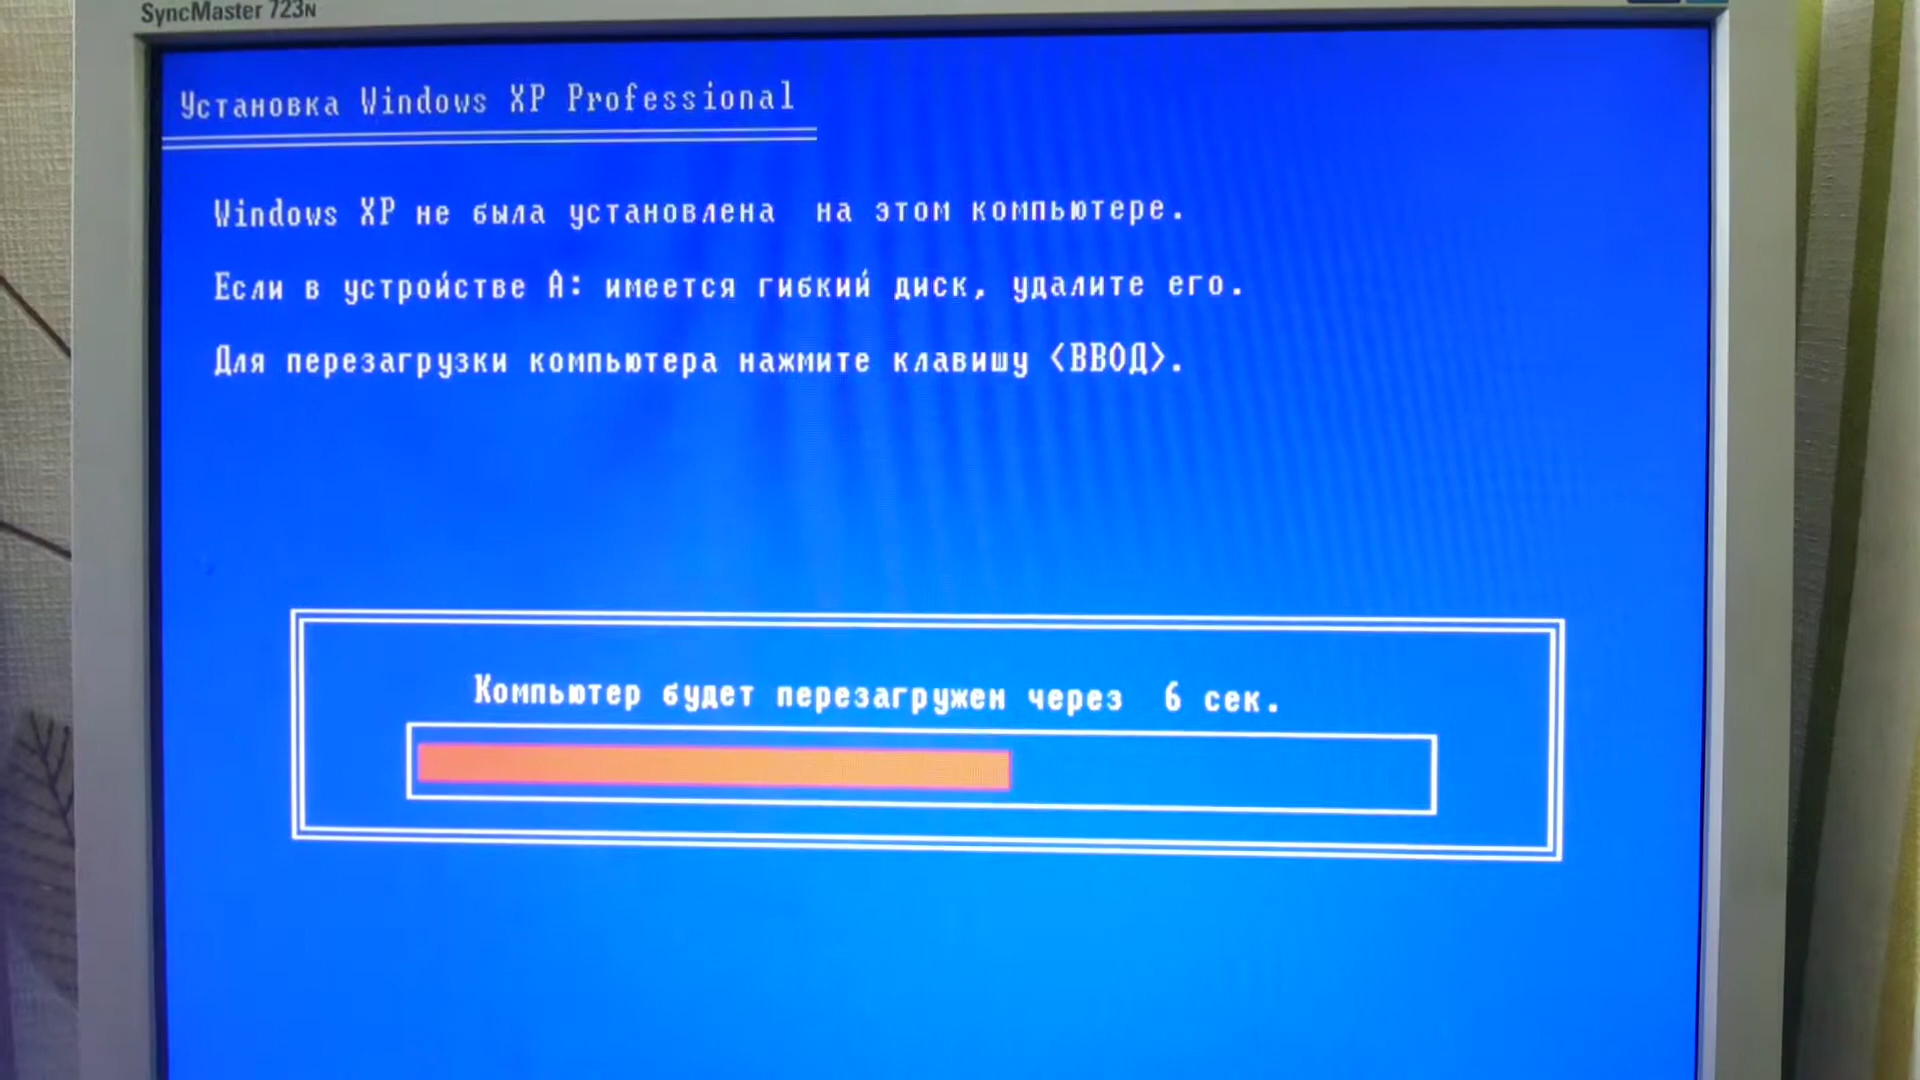 SyncMaster 723N
Установка Windows XP Professional
Windows XP не была установлена на этом компьютере.
Если в устройстве A: имеется гибкий диск, удалите его.
Для перезагрузки компьютера нажмите клавишу <ВВОД>.
Компьютер будет перезагружен через 6 сек.